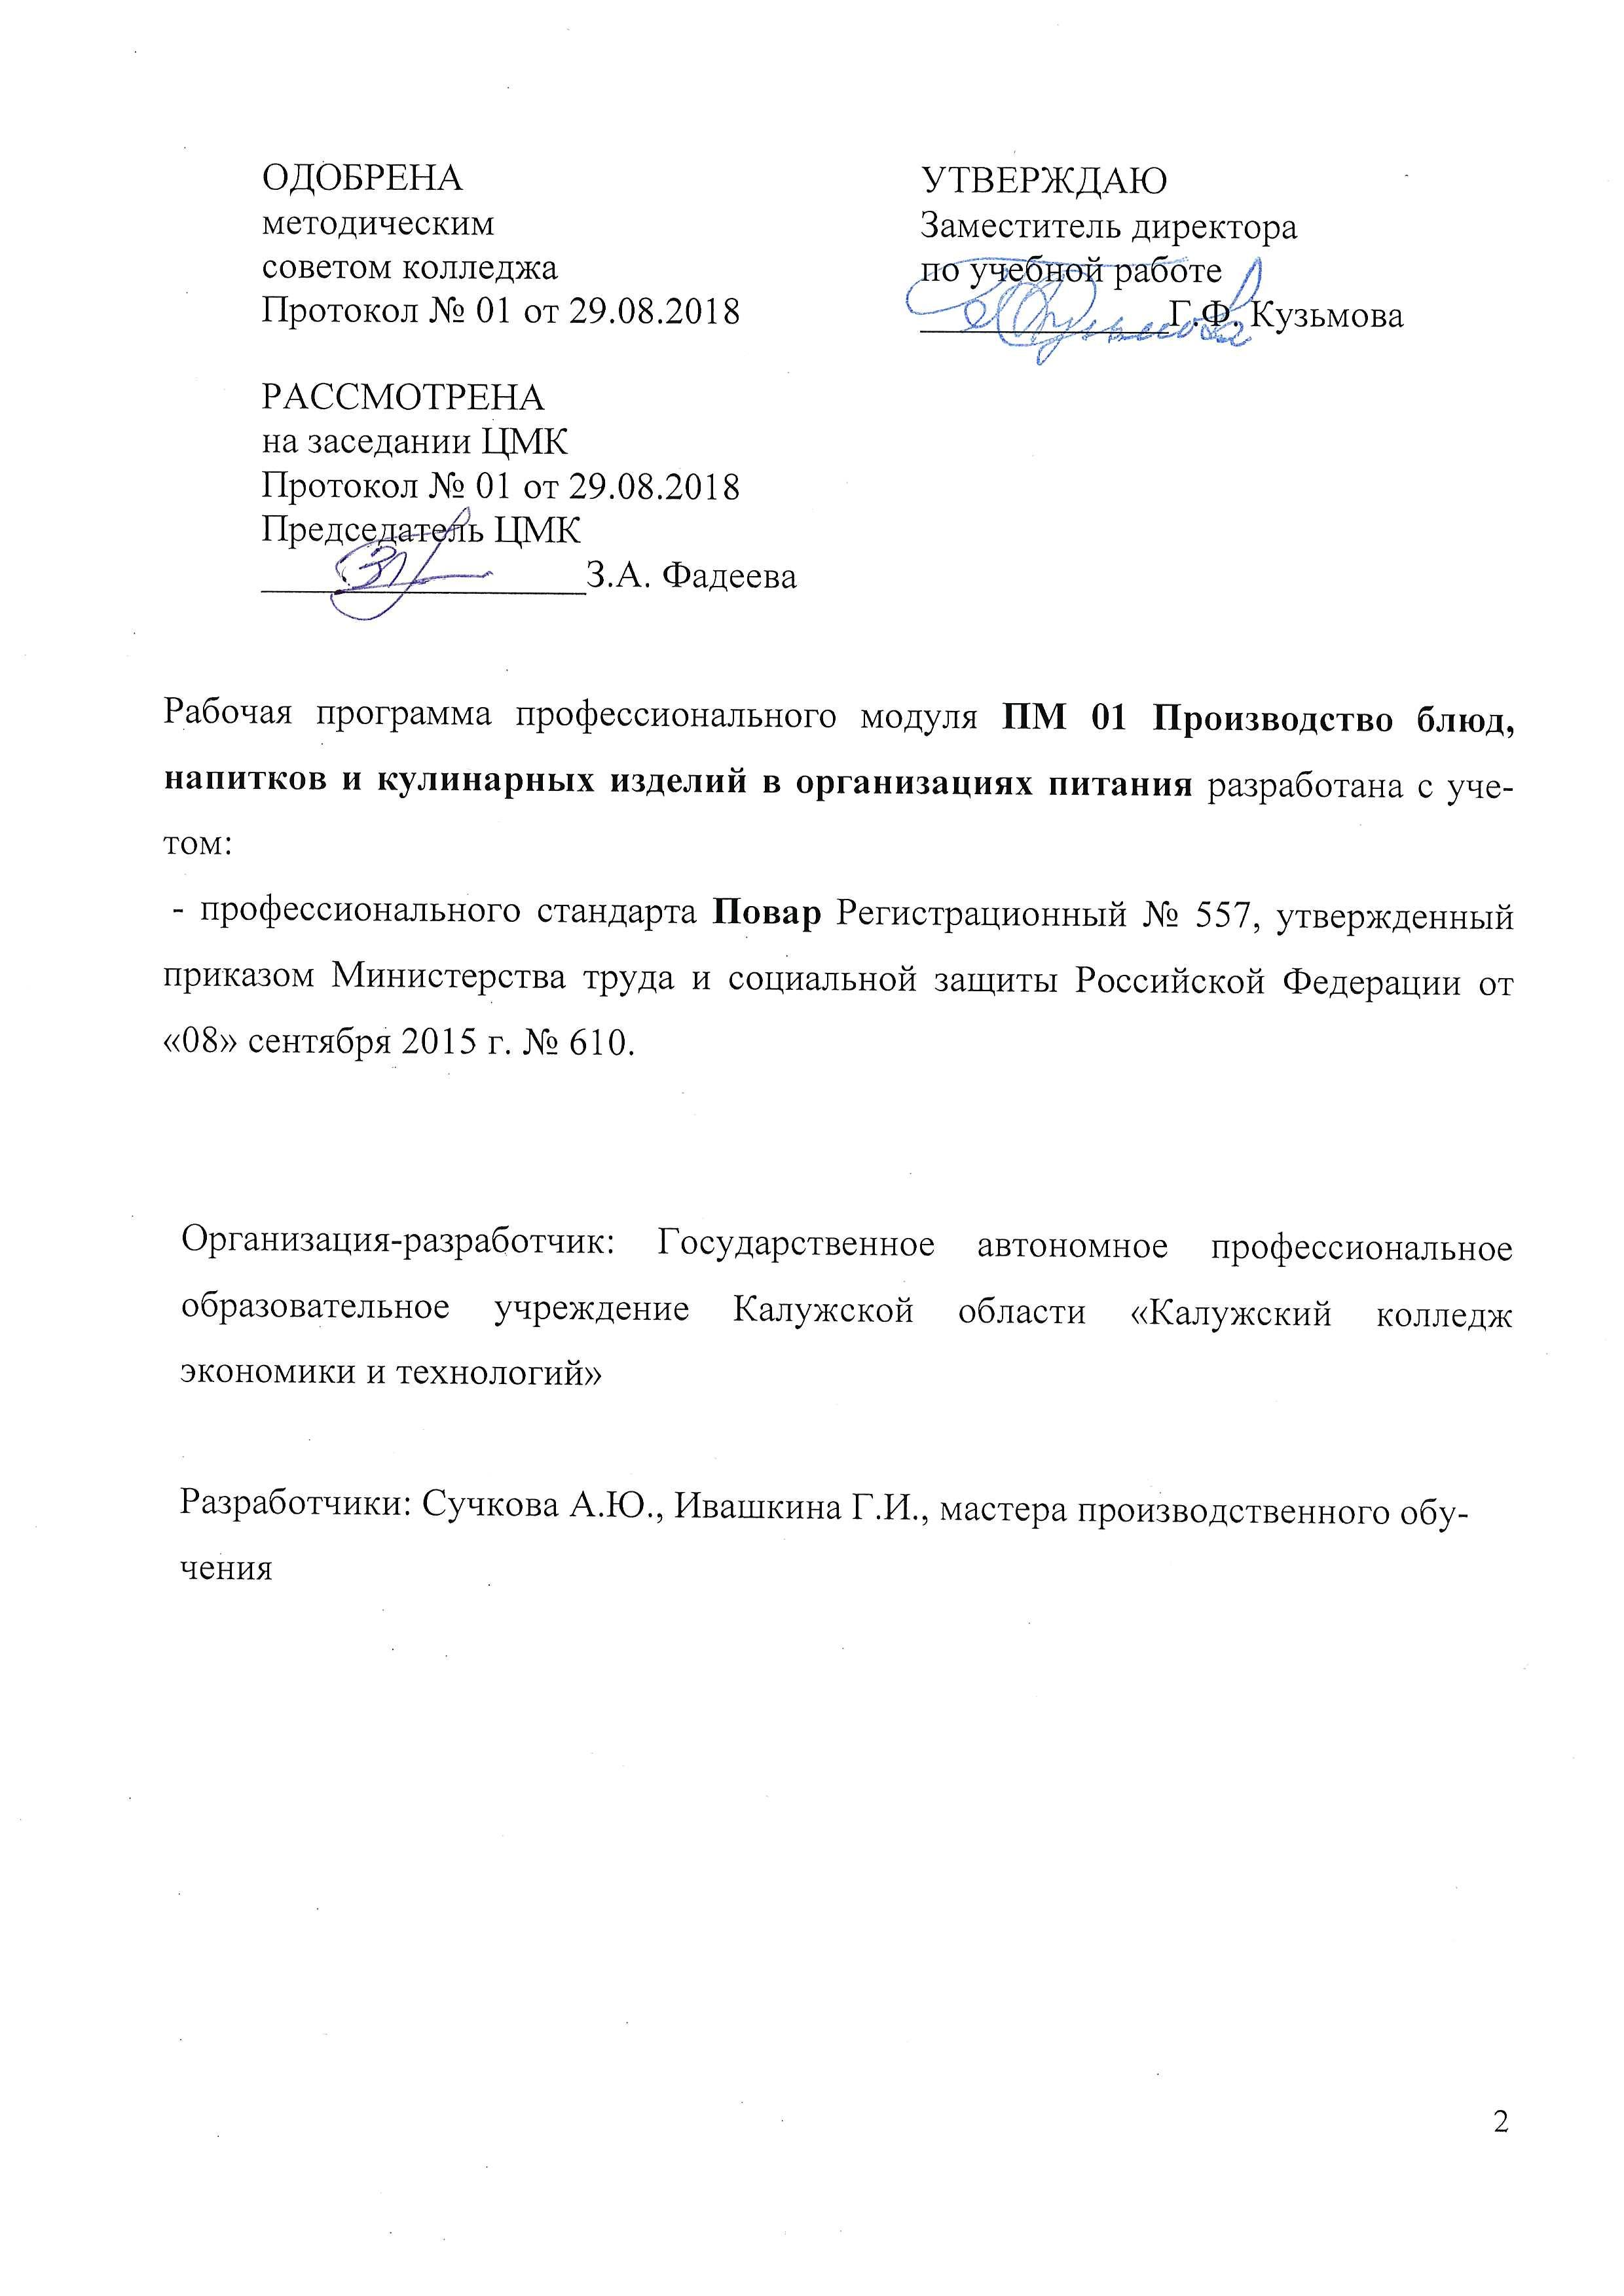 ОДОБРЕНА
методическим
советом колледжа
Протокол № 01 от 29.08.2018
УТВЕРЖДАЮ
Заместитель директора
по учебной работе
Г.Ф. Кузьмова
РАССМОТРЕНА
на заседании ЦМК
Протокол № 01 от 29.08.2018
Председатель ЦМК
З.А. Фадеева
Рабочая программа профессионального модуля ПМ 01 Производство блюд,
напитков и кулинарных изделий в организациях питания разработана с уче-
том:
- профессионального стандарта Повар Регистрационный № 557, утвержденный
приказом Министерства труда и социальной защиты Российской Федерации от
«08» сентября 2015 г. № 610.
Организация-разработчик: Государственное автономное профессиональное
образовательное учреждение Калужской области «Калужский колледж
экономики и технологий»
Разработчики: Сучкова А.Ю., Ивашкина Г.И., мастера производственного обу-
чения
2